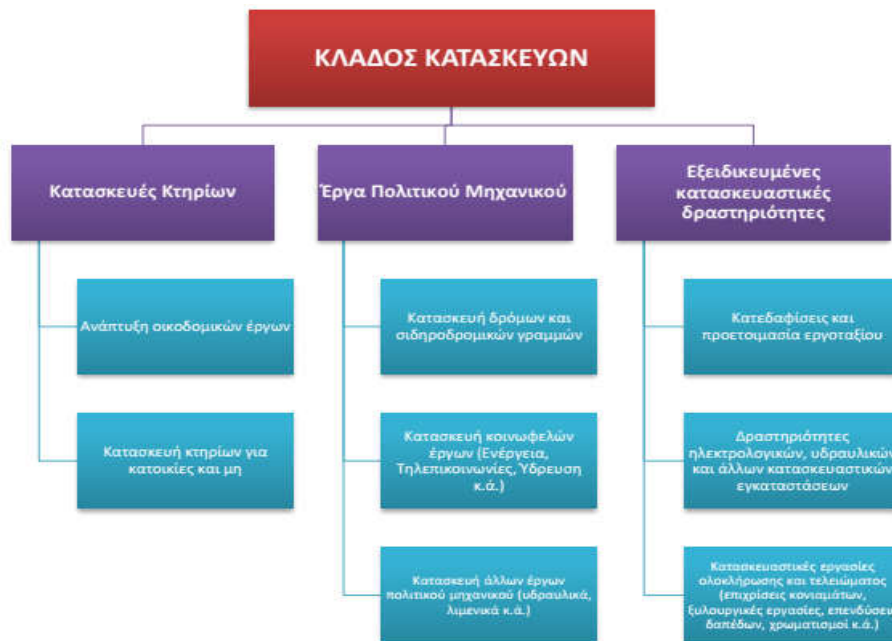 ΚΛΑΔΟΣ ΚΑΤΑΣΚΕΥΩΝ
Κατασκευές Κτηρίων
Έργα Πολιτικού Μηχανικού
Εξειδικευμένες
κατασκευαστικές
δραστηριότητες
Ανάπτυξη οικοδομικών έργων
Κατασκευή κτηρίων για
κατοικίες και μη
Κατασκευή δρόμων και
σιδηροδρομικών γραμμών
Κατασκευή κοινωφελών
έργων (Ενέργεια,
Τηλεπικοινωνίες, Ύδρευση
κ.ά.)
Κατασκευή άλλων έργων
πολιτικού μηχανικού (υδραυλικά,
λιμενικά κ.ά.)
Κατεδαφίσεις και
προετοιμασία εργοταξίου
Δραστηριότητες
ηλεκτρολογικών, υδραυλικών
και άλλων κατασκευαστικών
εγκαταστάσεων
Κατασκευαστικές εργασίες
ολοκλήρωσης και τελειώματος
(επιχρίσεις κονιαμάτων,
ξυλουργικές εργασίες, επενδύσεις
δαπέδων, χρωματισμοί κ.ά.)